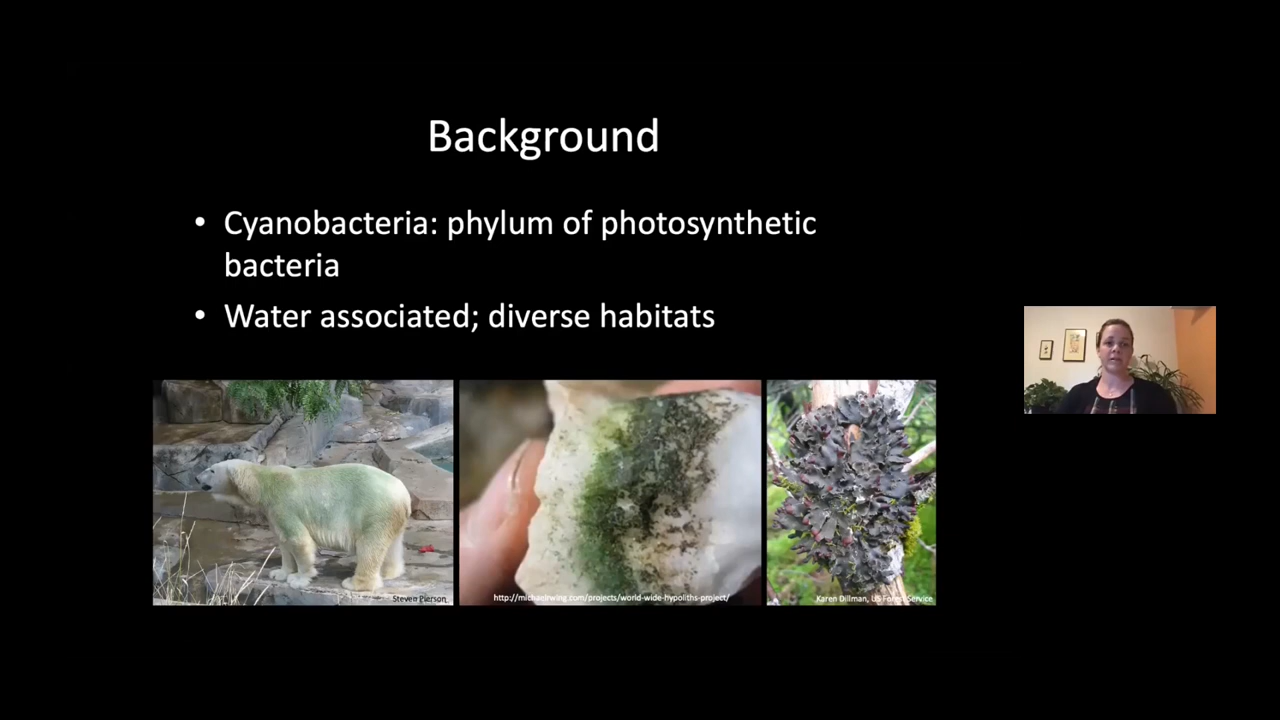 Background
• Cyanobacteria: phylum of photosynthetic
bacteria
• Water associated; diverse habitats
Steven Pierson
http://michaelrwing.com/projects/world-wide-hypoliths-project/
Karen Dillman, US Forest Service